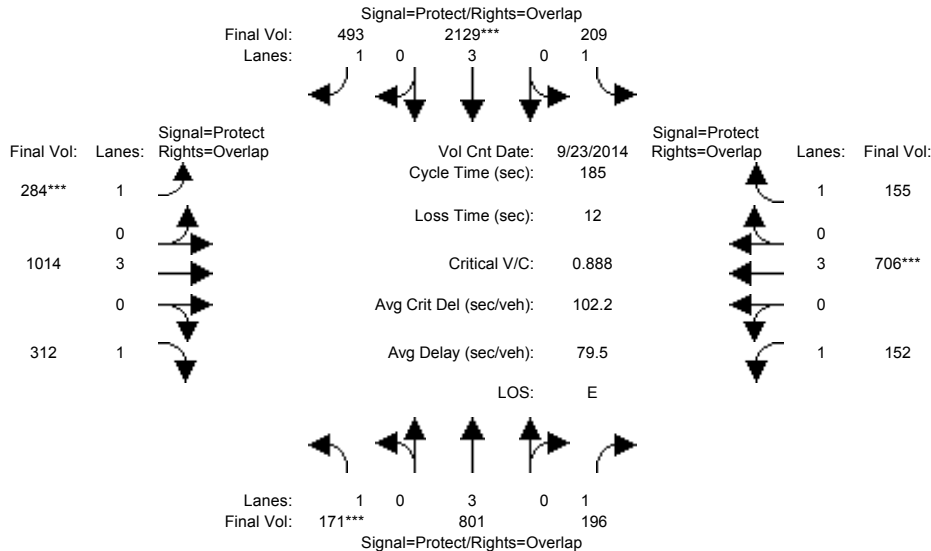 Signal=Protect/Rights=Overlap
Final Vol: 493 2129*** 209
Lanes: 1 0 3 0 1
Signal=Protect Signal=Protect
Final Vol: Lanes: Rights=Overlap Vol Cnt Date: 9/23/2014 Rights=Overlap Lanes: Final Vol:
Cycle Time (sec): 185
284*** 1 1 155
Loss Time (sec): 12
0 0
1014 3 Critical V/C: 0.888 3 706***
0 Avg Crit Del (sec/veh): 102.2 0
312 1 Avg Delay (sec/veh): 79.5 1 152
LOS: E
Lanes: 1 0 3 0 1
Final Vol: 171*** 801 196
Signal=Protect/Rights=Overlap